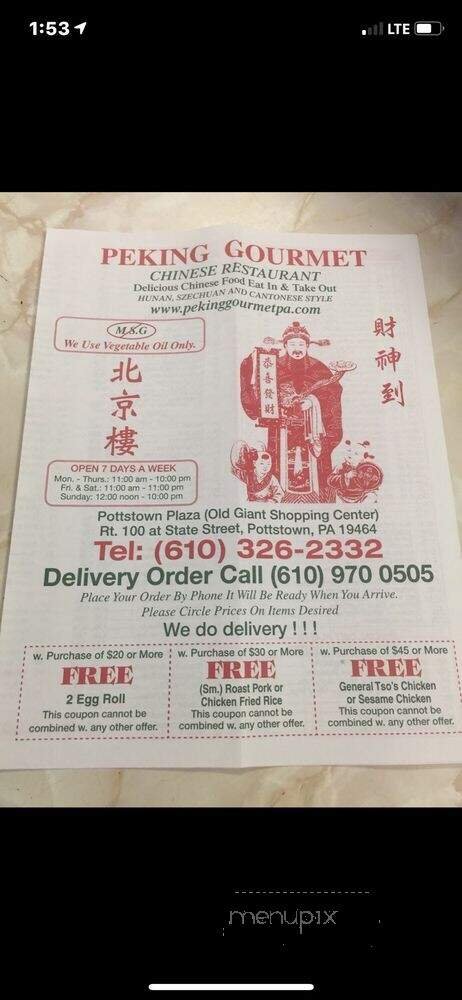 1:53
LTE
PEKING GOURMET
CHINESE RESTAURANT
Delicious Chinese Food Eat In & Take Out
HUNAN, SZECHUAN AND CANTONESE STYLE
www.pekinggourmetpa.com
M.S.G
We Use Vegetable Oil Only.
北京樓
恭喜發財
財神到
OPEN 7 DAYS A WEEK
Mon. - Thurs.: 11:00 am - 10:00 pm
Fri. & Sat.: 11:00 am - 11:00 pm
Sunday: 12:00 noon - 10:00 pm
Pottstown Plaza (Old Giant Shopping Center)
Rt. 100 at State Street, Pottstown, PA 19464
Tel: (610) 326-2332
Delivery Order Call (610) 970 0505
Place Your Order By Phone It Will Be Ready When You Arrive.
Please Circle Prices On Items Desired
We do delivery ! ! !
w. Purchase of $20 or More
FREE
2 Egg Roll
This coupon cannot be
combined w. any other offer.
w. Purchase of $30 or More
FREE
(Sm.) Roast Pork or
Chicken Fried Rice
This coupon cannot be
combined w. any other offer.
w. Purchase of $45 or More
FREE
General Tso's Chicken
or Sesame Chicken
This coupon cannot be
combined w. any other offer.
menupix